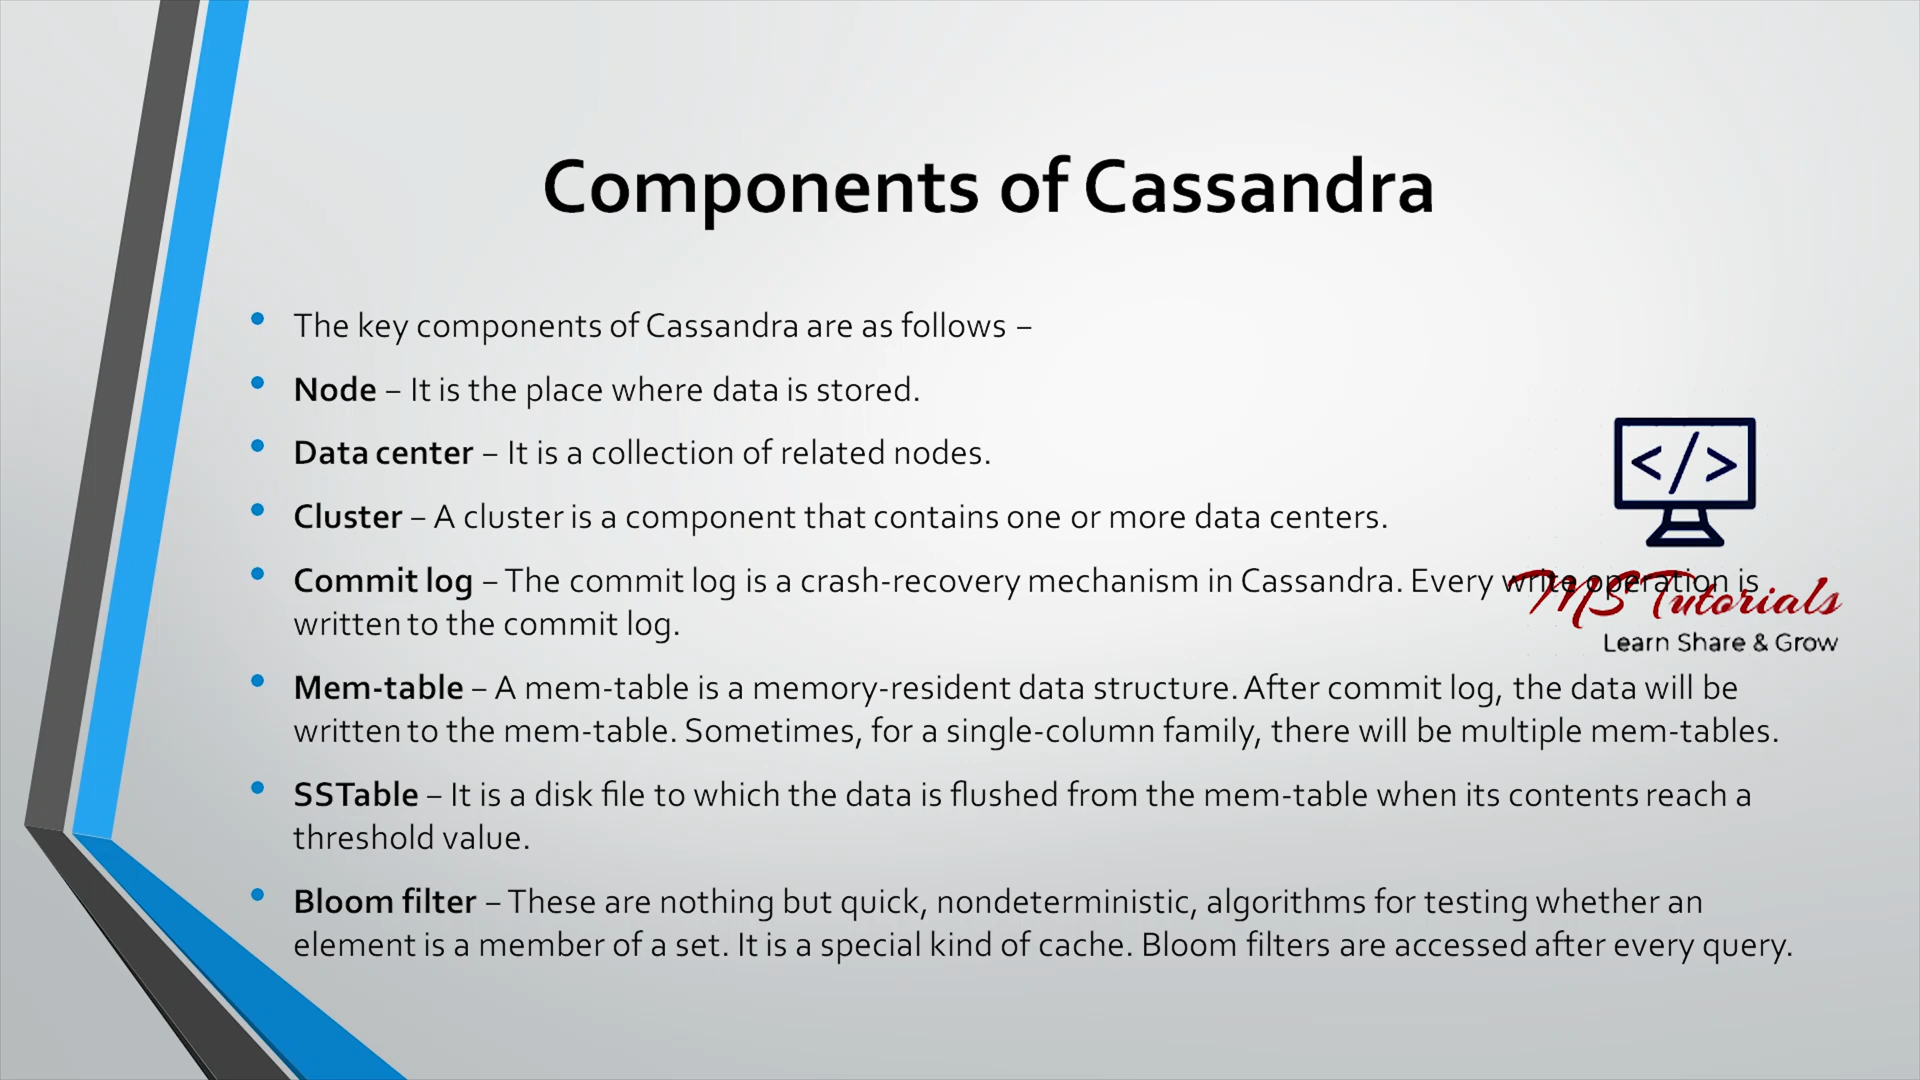 Components of Cassandra
The key components of Cassandra are as follows –
Node – It is the place where data is stored.
Data center – It is a collection of related nodes.
Cluster – A cluster is a component that contains one or more data centers.
</>
Commit log – The commit log is a crash-recovery mechanism in Cassandra. Every write operation is
written to the commit log.
MS Tutorials
Learn Share & Grow
Mem-table – A mem-table is a memory-resident data structure. After commit log, the data will be
written to the mem-table. Sometimes, for a single-column family, there will be multiple mem-tables.
SSTable – It is a disk file to which the data is flushed from the mem-table when its contents reach a
threshold value.
Bloom filter – These are nothing but quick, nondeterministic, algorithms for testing whether an
element is a member of a set. It is a special kind of cache. Bloom filters are accessed after every query.